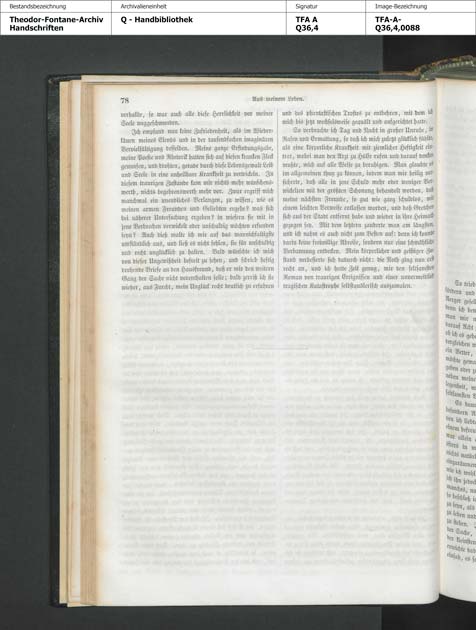 Bestandsbezeichnung
Archivalieneinheit
Signatur
Image-Bezeichnung
Theodor-Fontane-Archiv
Handschriften
Q - Handbibliothek
TFA A
Q36,4
TFA-A-
Q36,4,0088
78
Aus meinem Leben.
verhalle, so war auch alle diese Herrlichkeit vor meiner
Seele weggeschwunden.
Ich empfand nun keine Zufriedenheit, als im Wieder-
käuen meines Elends und in der tausendfachen imaginären
Vervielfältigung desselben. Meine ganze Erfindungsgabe,
meine Poesie und Rhetorik hatten sich auf diesen kranken Fleck
geworfen, und drohten, gerade durch diese Lebensgewalt Leib
und Seele in eine unheilbare Krankheit zu verwickeln. In
diesem traurigen Zustande kam mir nichts mehr wünschens-
werth, nichts begehrenswerth mehr vor. Zwar ergriff mich
manchmal ein unendliches Verlangen, zu wissen, wie es
meinen armen Freunden und Geliebten ergehe? was sich
bei näherer Untersuchung ergeben? in wiefern sie mit in
jene Verbrechen verwickelt oder unschuldig möchten erfunden
seyn? Auch dieß malte ich mir auf das mannichfaltigste
umständlich aus, und ließ es nicht fehlen, sie für unschuldig
und recht unglücklich zu halten. Bald wünschte ich mich
von dieser Ungewißheit befreit zu sehen, und schrieb heftig
drohende Briefe an den Hausfreund, daß er mir den weitern
Gang der Sache nicht vorenthalten solle; bald zerriß ich sie
wieder, aus Furcht, mein Unglück recht deutlich zu erfahren
und des phantastischen Trostes zu entbehren, mit dem ich
mich bis jetzt wechselsweise gequält und aufgerichtet hatte.
So verbrachte ich Tag und Nacht in großer Unruhe, in
Rasen und Ermattung, so daß ich mich zuletzt glücklich fühlte,
als eine körperliche Krankheit mit ziemlicher Heftigkeit ein-
trat, wobei man den Arzt zu Hülfe rufen und darauf denken
mußte, mich auf alle Weise zu beruhigen. Man glaubte es
im allgemeinen thun zu können, indem man mir heilig ver-
sicherte, daß alle in jene Schuld mehr oder weniger Ver-
wickelten mit der größten Schonung behandelt worden, daß
meine nächsten Freunde, so gut wie ganz schuldlos, mit
einem leichten Verweise entlassen worden, und daß Gretchen
sich aus der Stadt entfernt habe und wieder in ihre Heimath
gezogen sey. Mit dem letztern zauderte man am längsten,
und ich nahm es auch nicht zum Besten auf: denn ich konnte
darin keine freiwillige Abreise, sondern nur eine schmähliche
Verbannung entdecken. Mein körperlicher und geistiger Zu-
stand verbesserte sich dadurch nicht: die Noth ging nun erst
recht an, und ich hatte Zeit genug, mir den seltsamsten
Roman von traurigen Ereignissen und einer unvermeidlich
tragischen Katastrophe selbstquälerisch auszumalen.